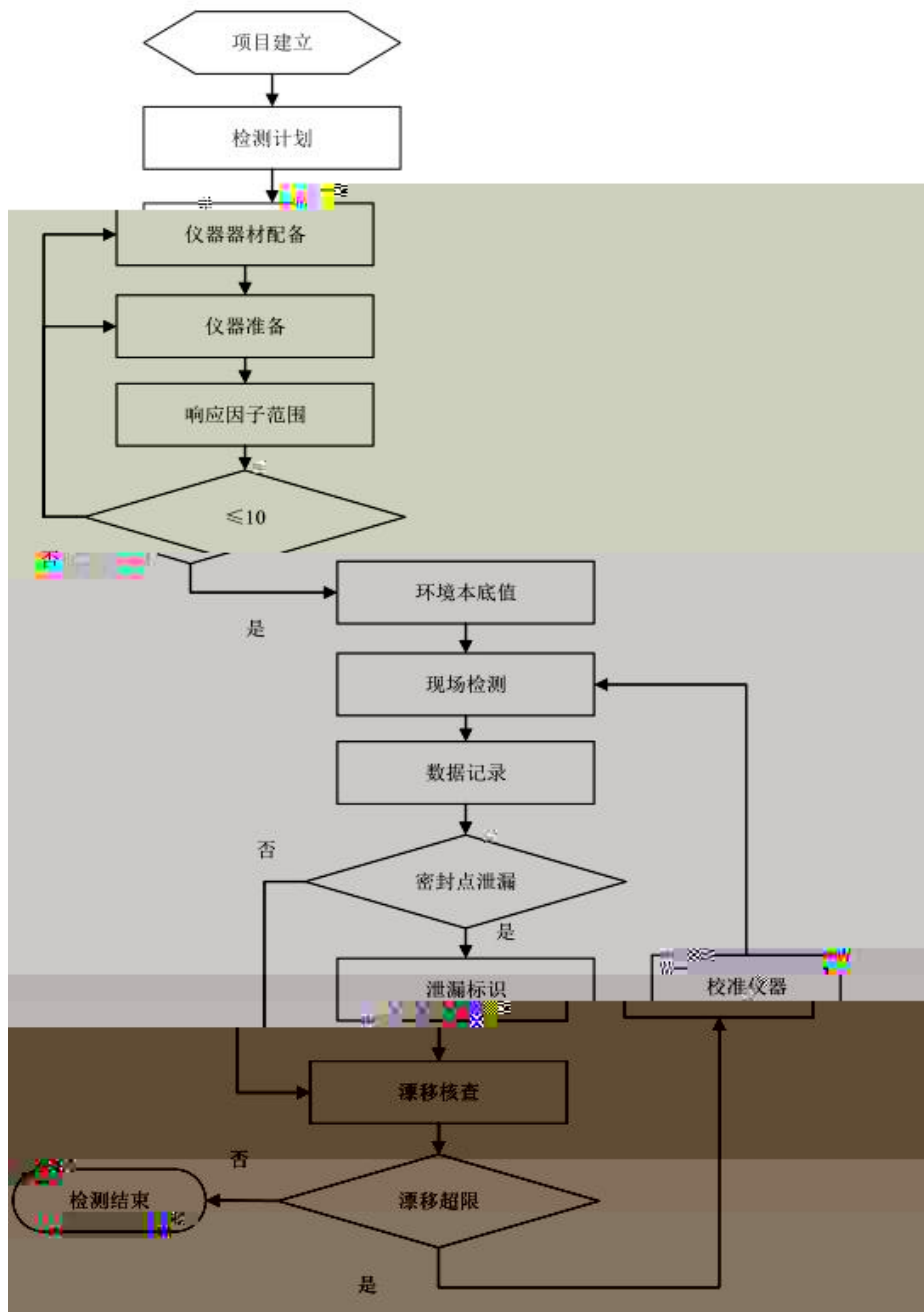 项目建立
检测计划
仪器器材配备
仪器准备
响应因子范围
≤10
否
环境本底值
是
现场检测
数据记录
否
密封点泄漏
是
泄漏标识
校准仪器
漂移核查
否
检测结束
漂移超限
是